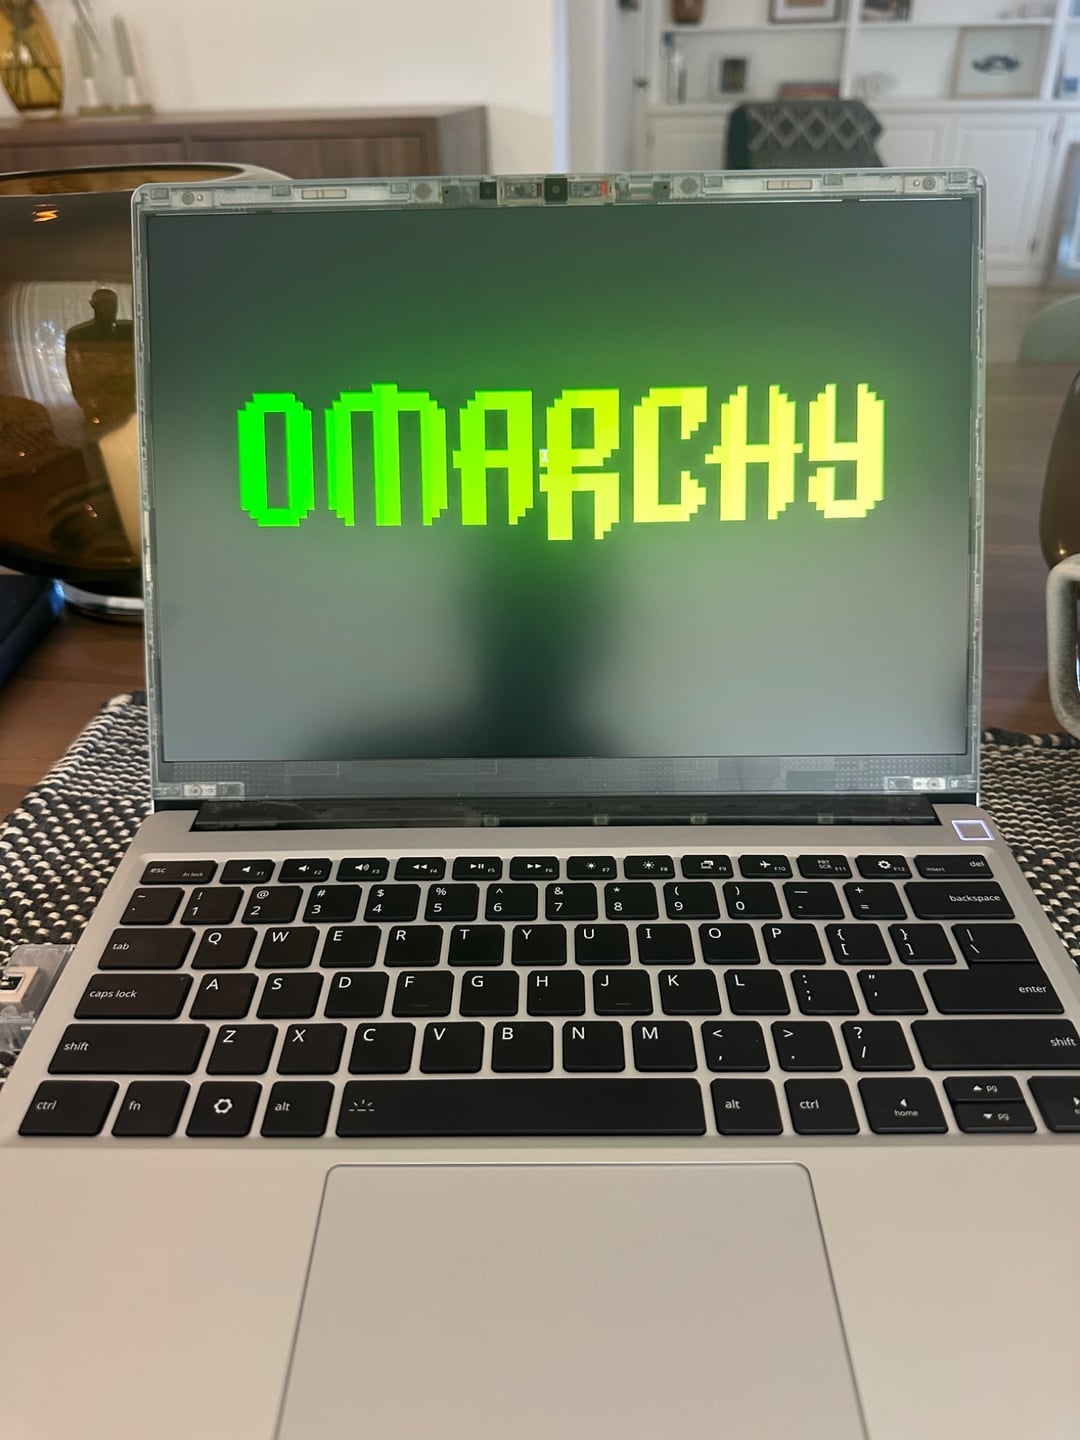 OMARCHY
esc fn lock F1 F2 F3 F4 F5 F6 F7 F8 F9 F10 PRT SCR F11 F12 insert del
~ ! @ # $ % ^ & * ( ) — + backspace
` 1 2 3 4 5 6 7 8 9 0 - =
tab Q W E R T Y U I O P { [ } ] | \
caps lock A S D F G H J K L : ; " ' enter
shift Z X C V B N M < , > . ? / shift
ctrl fn alt alt ctrl home pg pg